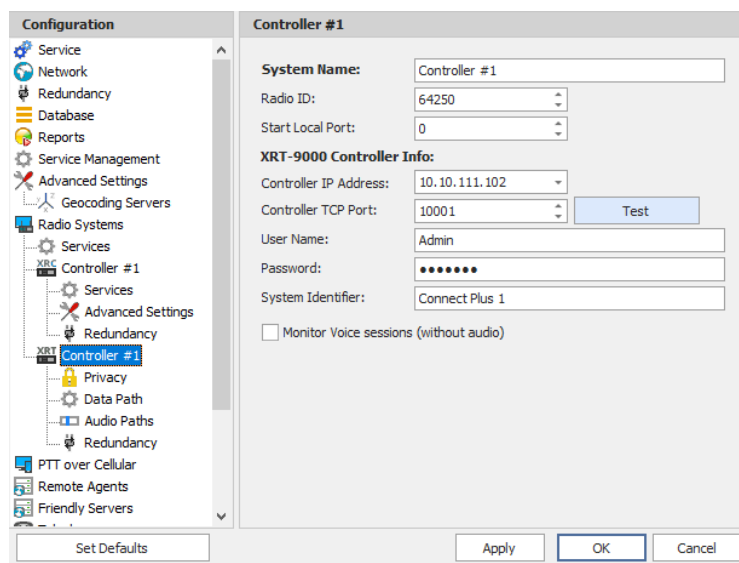 Configuration
Service
Network
Redundancy
Database
Reports
Service Management
Advanced Settings
Geocoding Servers
Radio Systems
Services
XRC Controller #1
Services
Advanced Settings
Redundancy
XRT Controller #1
Privacy
Data Path
Audio Paths
Redundancy
PTT over Cellular
Remote Agents
Friendly Servers
Set Defaults
Controller #1
System Name: Controller #1
Radio ID: 64250
Start Local Port: 0
XRT-9000 Controller Info:
Controller IP Address: 10.10.111.102
Controller TCP Port: 10001 Test
User Name: Admin
Password: •••••••
System Identifier: Connect Plus 1
Monitor Voice sessions (without audio)
Apply OK Cancel